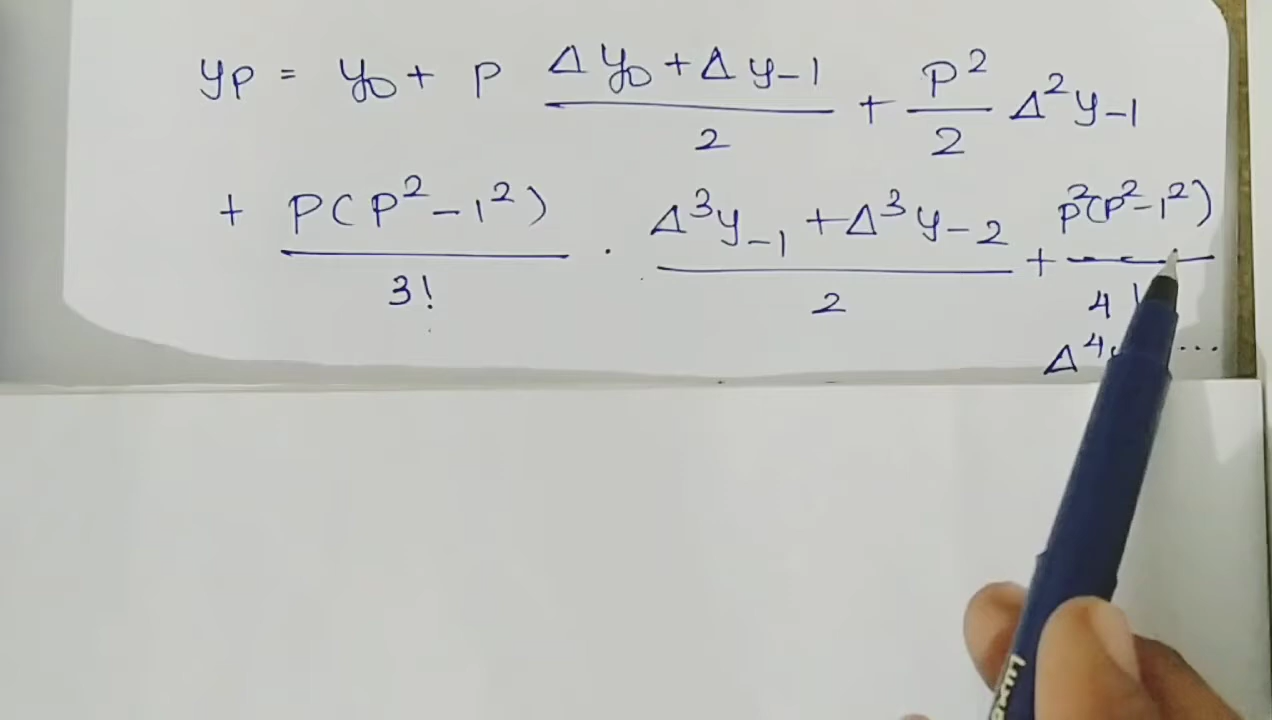 yp = y0 + p (Δy0 + Δy-1)/2 + p²/2 Δ²y-1
+ p(p²-1²)/3! · (Δ³y-1 + Δ³y-2)/2 + p²(p²-1²)/4!
Δ⁴ ...